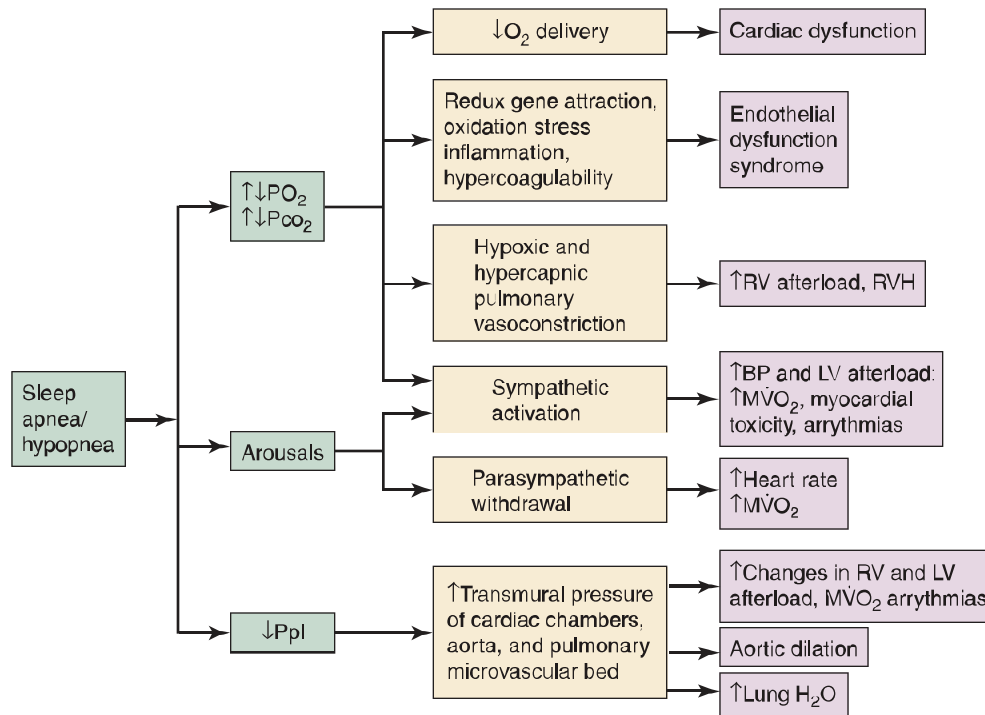 ↓O₂ delivery
Cardiac dysfunction
Redux gene attraction,
oxidation stress
inflammation,
hypercoagulability
Endothelial
dysfunction
syndrome
↑↓PO₂
↑↓Pco₂
Hypoxic and
hypercapnic
pulmonary
vasoconstriction
↑RV afterload, RVH
Sleep
apnea/
hypopnea
Sympathetic
activation
↑BP and LV afterload:
↑MV̇O₂, myocardial
toxicity, arrythmias
Arousals
Parasympathetic
withdrawal
↑Heart rate
↑MV̇O₂
↓Ppl
↑Transmural pressure
of cardiac chambers,
aorta, and pulmonary
microvascular bed
↑Changes in RV and LV
afterload, MV̇O₂ arrythmias
Aortic dilation
↑Lung H₂O